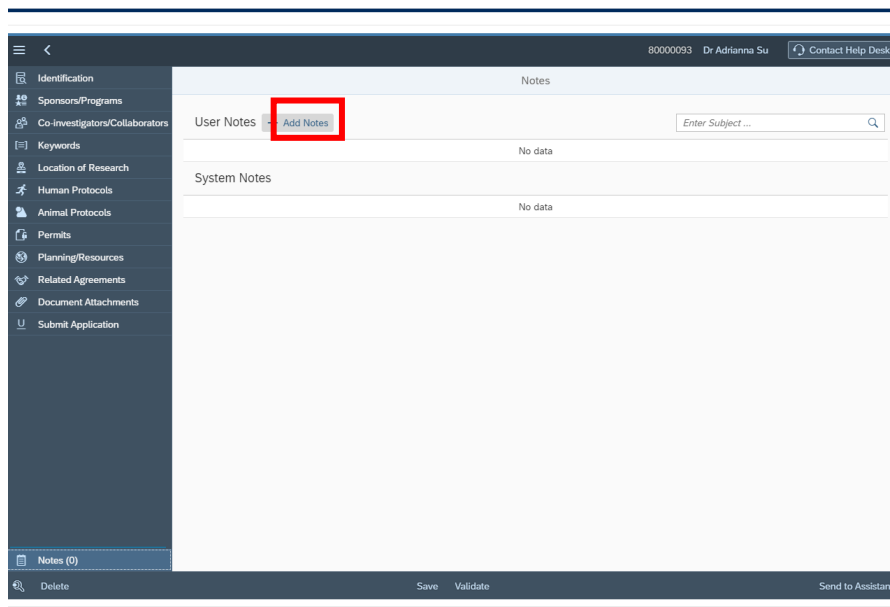 80000093 Dr Adrianna Su Contact Help Desk
Identification
Sponsors/Programs
Co-investigators/Collaborators
Keywords
Location of Research
Human Protocols
Animal Protocols
Permits
Planning/Resources
Related Agreements
Document Attachments
Submit Application
Notes (0)
Notes
User Notes + Add Notes Enter Subject ...
No data
System Notes
No data
Delete Save Validate Send to Assistan